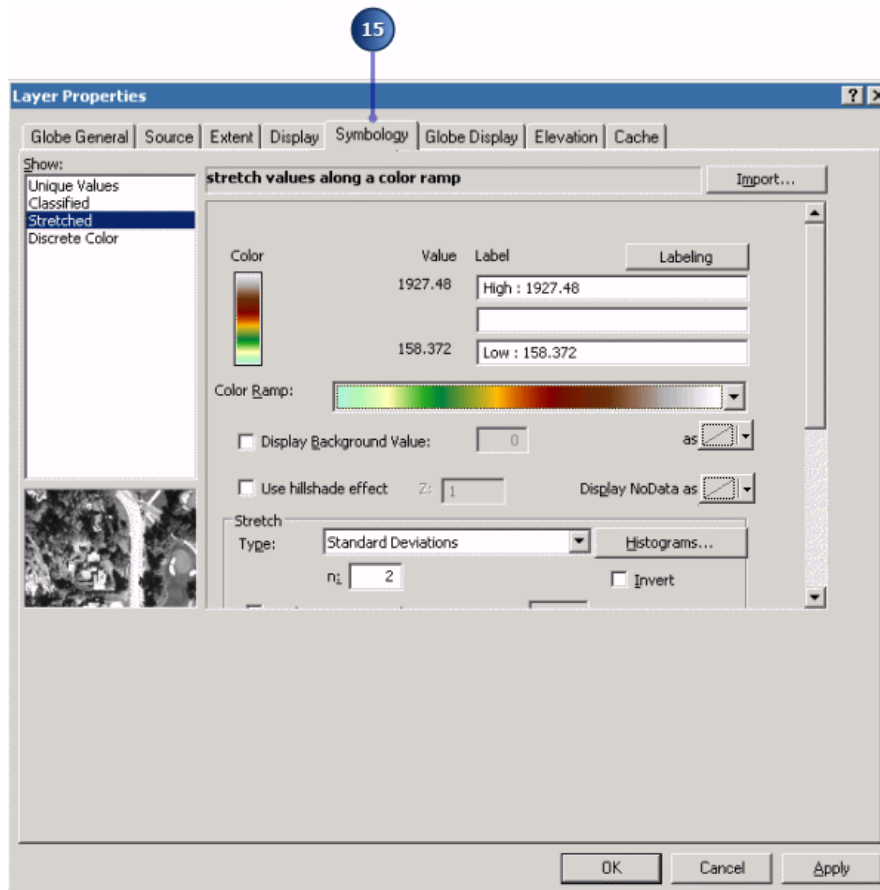 15
Layer Properties
Globe General Source Extent Display Symbology Globe Display Elevation Cache
Show:
Unique Values
Classified
Stretched
Discrete Color
stretch values along a color ramp
Import...
Color Value Label Labeling
1927.48 High : 1927.48
158.372 Low : 158.372
Color Ramp:
Display Background Value: 0 as
Use hillshade effect Z: 1 Display NoData as
Stretch
Type: Standard Deviations Histograms...
n: 2 Invert
OK Cancel Apply